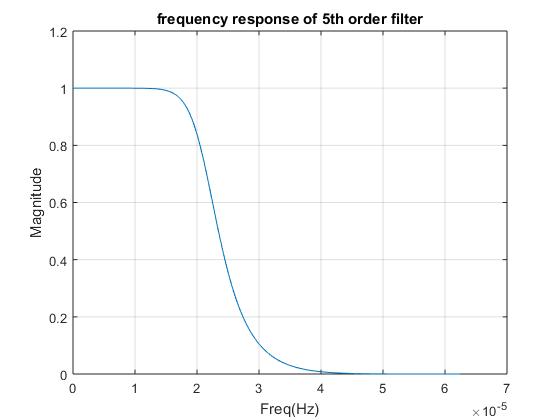 frequency response of 5th order filter
1.2
1
0.8
0.6
0.4
0.2
0
Magnitude
0 1 2 3 4 5 6 7
×10-5
Freq(Hz)